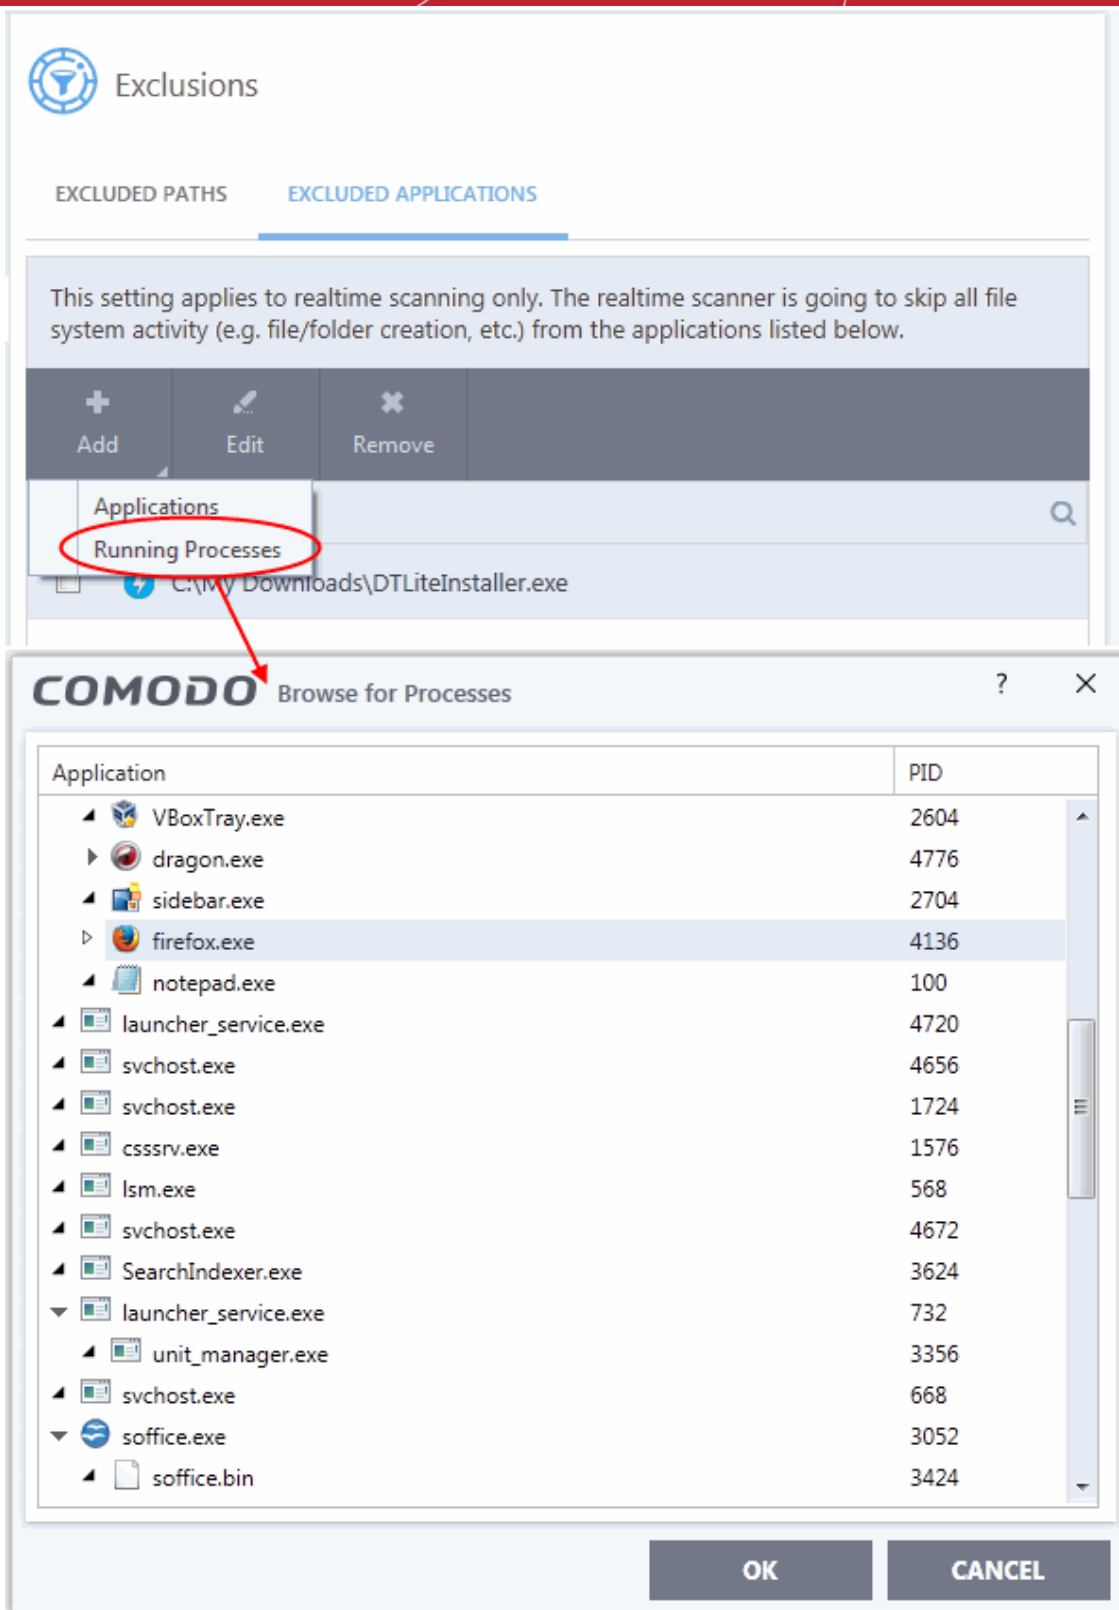 Exclusions
EXCLUDED PATHS EXCLUDED APPLICATIONS
This setting applies to realtime scanning only. The realtime scanner is going to skip all file
system activity (e.g. file/folder creation, etc.) from the applications listed below.
Add Edit Remove
Applications
Running Processes
C:\My Downloads\DTLiteInstaller.exe
COMODO Browse for Processes ?
Application PID
VBoxTray.exe 2604
dragon.exe 4776
sidebar.exe 2704
firefox.exe 4136
notepad.exe 100
launcher_service.exe 4720
svchost.exe 4656
svchost.exe 1724
csssrv.exe 1576
lsm.exe 568
svchost.exe 4672
SearchIndexer.exe 3624
launcher_service.exe 732
unit_manager.exe 3356
svchost.exe 668
soffice.exe 3052
soffice.bin 3424
OK CANCEL